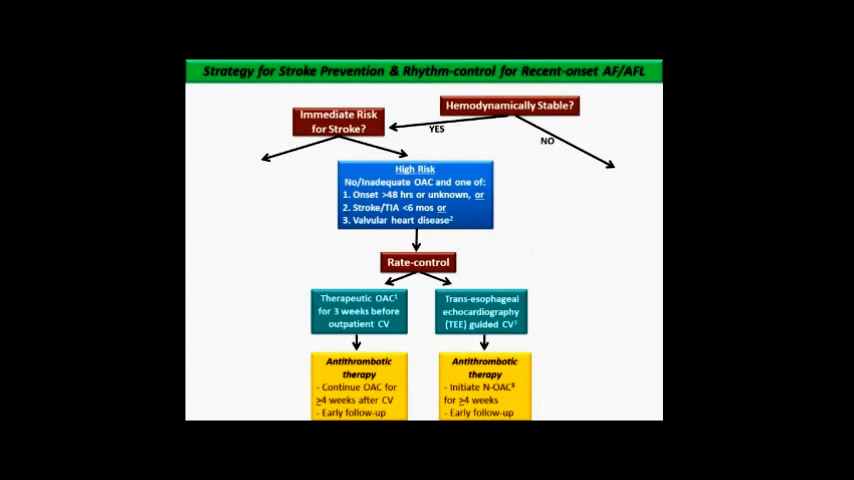 Strategy for Stroke Prevention & Rhythm-control for Recent-onset AF/AFL
Hemodynamically Stable?
Immediate Risk
for Stroke?
YES
NO
High Risk
No/Inadequate OAC and one of:
1. Onset >48 hrs or unknown, or
2. Stroke/TIA <6 mos or
3. Valvular heart disease²
Rate-control
Therapeutic OAC¹
for 3 weeks before
outpatient CV
Trans-esophageal
echocardiography
(TEE) guided CV¹
Antithrombotic
therapy
- Continue OAC for
≥4 weeks after CV
- Early follow-up
Antithrombotic
therapy
- Initiate N-OAC
for ≥4 weeks
- Early follow-up